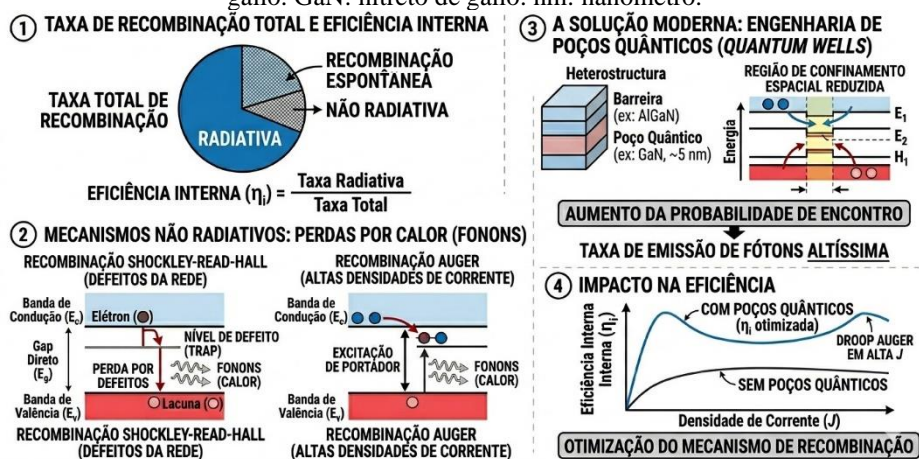 gálio. GaN: nitreto de gálio. nm: nanômetro.
1 TAXA DE RECOMBINAÇÃO TOTAL E EFICIÊNCIA INTERNA
TAXA TOTAL DE
RECOMBINAÇÃO
RADIATIVA
RECOMBINAÇÃO
ESPONTANEA
NÃO RADIATIVA
EFICIÊNCIA INTERNA (ηi) = Taxa Radiativa
Taxa Total
2 MECANISMOS NÃO RADIATIVOS: PERDAS POR CALOR (FONONS)
RECOMBINAÇÃO SHOCKLEY-READ-HALL
(DEFEITOS DA REDE)
Banda de
Condução (Ec)
Elétron
NÍVEL DE DEFEITO
(TRAP)
Gap
Direto
(Eg)
PERDA POR
DEFEITOS
FONONS
(CALOR)
Banda de
Valência (Ev)
Lacuna
RECOMBINAÇÃO SHOCKLEY-READ-HALL
(DEFEITOS DA REDE)
RECOMBINAÇÃO AUGER
(ALTAS DENSIDADES DE CORRENTE)
Banda de
Condução (Ec)
EXCITAÇÃO
DE PORTADOR
FONONS
(CALOR)
Banda de
Valência (Ev)
RECOMBINAÇÃO AUGER
(ALTAS DENSIDADES DE CORRENTE)
3 A SOLUÇÃO MODERNA: ENGENHARIA DE
POÇOS QUÂNTICOS (QUANTUM WELLS)
Heterostructura
Barreira
(ex: AlGaN)
Poço Quântico
(ex: GaN, ~5 nm)
REGIÃO DE CONFINAMENTO
ESPACIAL REDUZIDA
Energia
E1
E2
H1
AUMENTO DA PROBABILIDADE DE ENCONTRO
TAXA DE EMISSÃO DE FÓTONS ALTÍSSIMA
4 IMPACTO NA EFICIÊNCIA
Eficiência Interna
Interna (ηi)
COM POÇOS QUÂNTICOS
(ηi otimizada)
DROOP AUGER
EM ALTA J
SEM POÇOS QUÂNTICOS
Densidade de Corrente (J)
OTIMIZAÇÃO DO MECANISMO DE RECOMBINAÇÃO